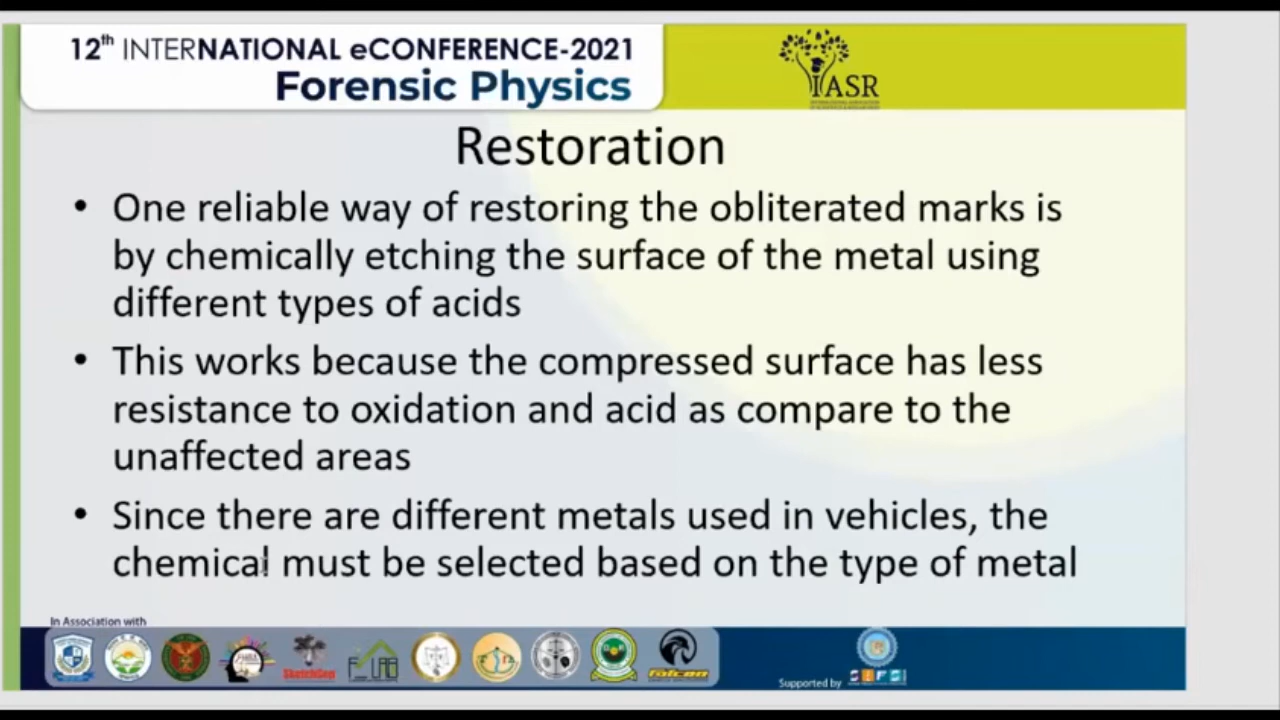 12th INTERNATIONAL eCONFERENCE-2021
Forensic Physics
IASR
Restoration
• One reliable way of restoring the obliterated marks is
by chemically etching the surface of the metal using
different types of acids
• This works because the compressed surface has less
resistance to oxidation and acid as compare to the
unaffected areas
• Since there are different metals used in vehicles, the
chemical must be selected based on the type of metal
In Association with
SketchCop
falcon
Supported by